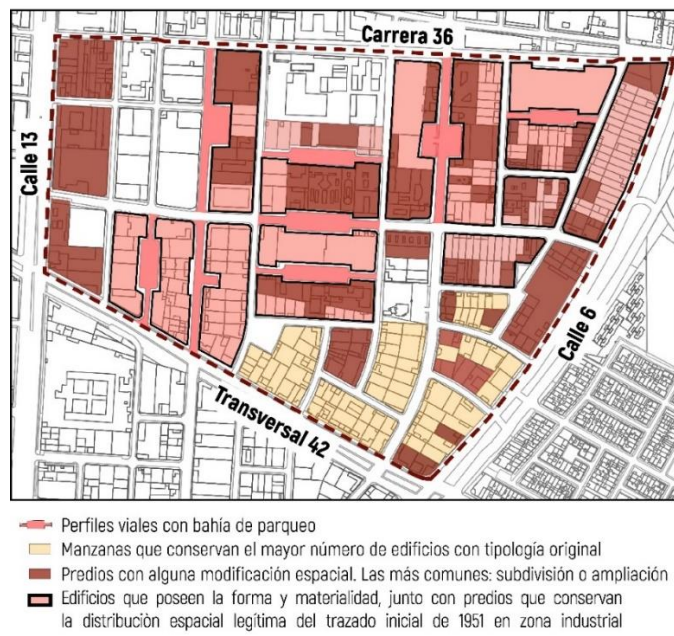 Carrera 36
Calle 13
Calle 6
Transversal 42
Perfiles viales con bahía de parqueo
Manzanas que conservan el mayor número de edificios con tipología original
Predios con alguna modificación espacial. Las más comunes: subdivisión o ampliación
Edificios que poseen la forma y materialidad, junto con predios que conservan
la distribución espacial legítima del trazado inicial de 1951 en zona industrial